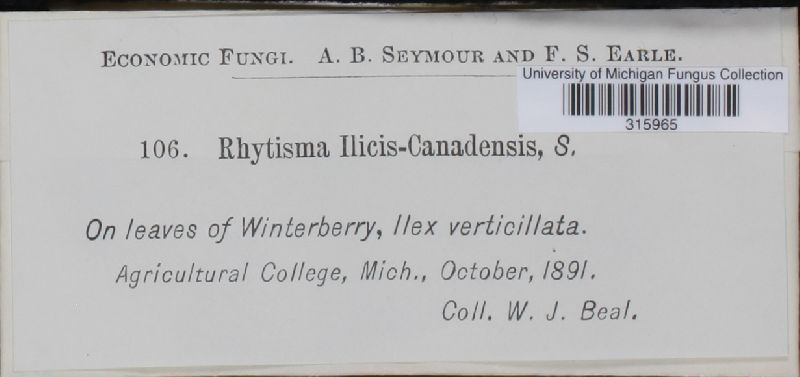 Economic Fungi. A. B. Seymour and F. S. Earle.
University of Michigan Fungus Collection
315965
106. Rhytisma Ilicis-Canadensis, S.
On leaves of Winterberry, Ilex verticillata.
Agricultural College, Mich., October, 1891.
Coll. W. J. Beal.